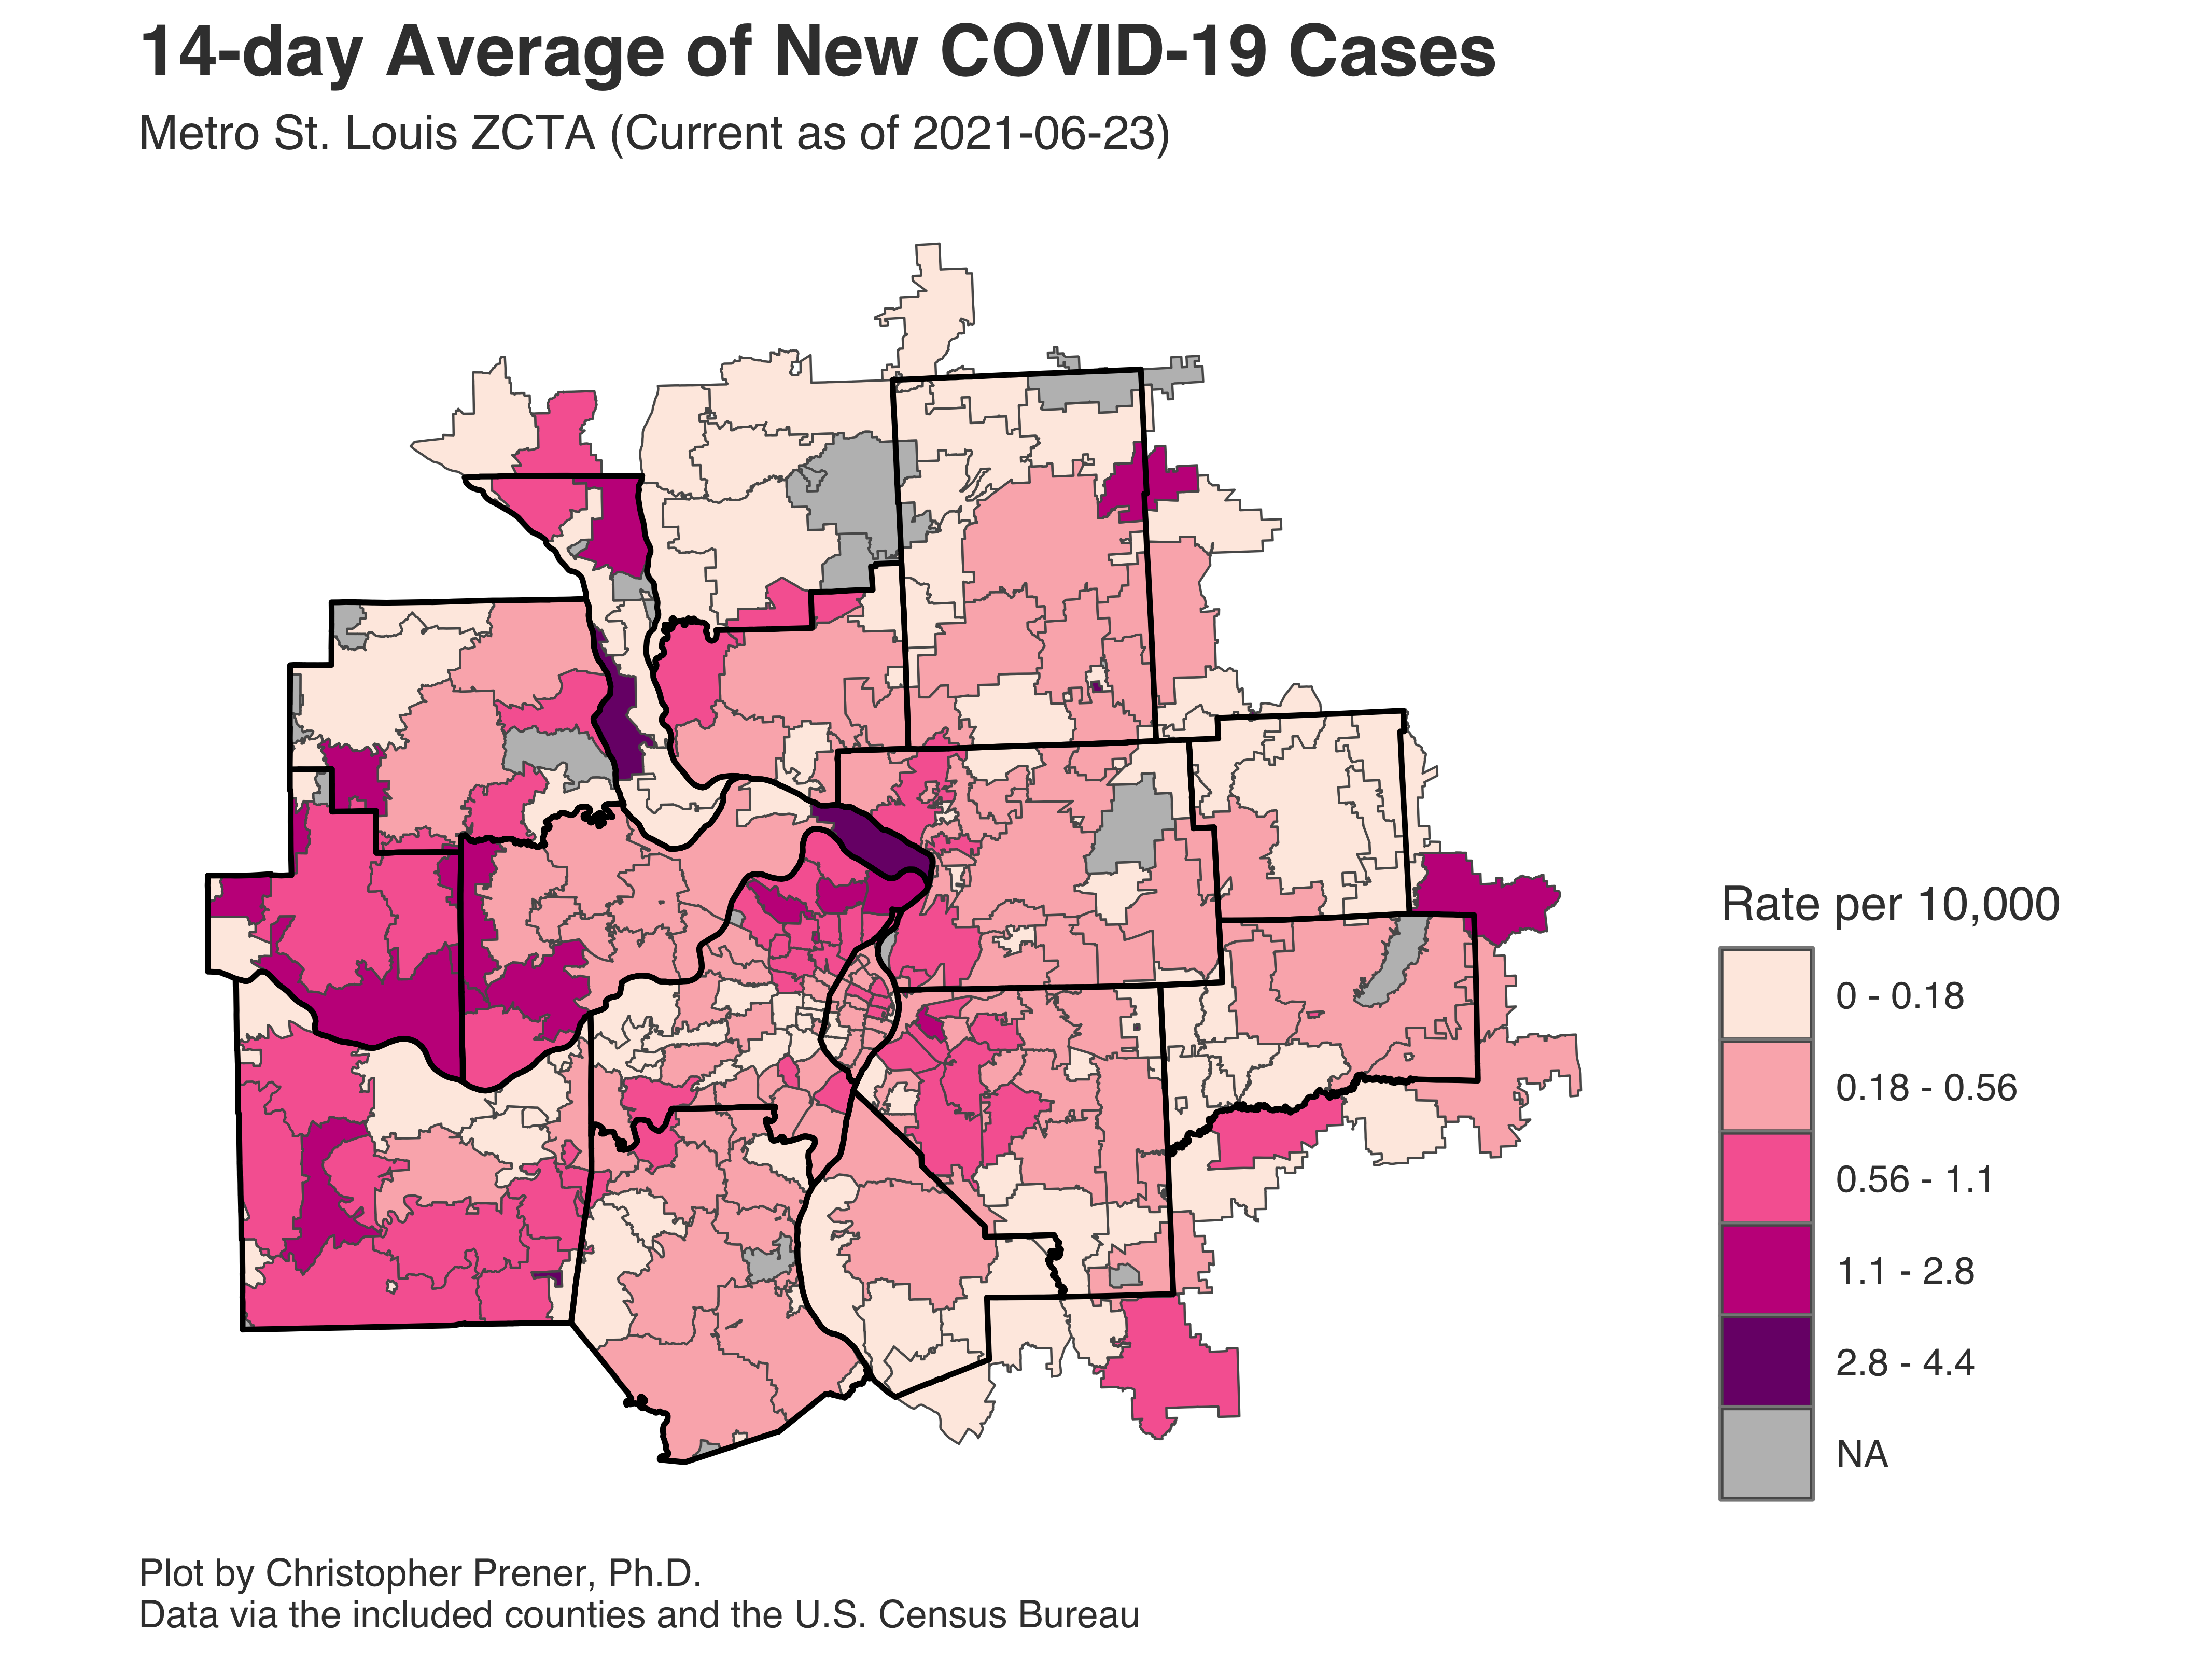 14-day Average of New COVID-19 Cases
Metro St. Louis ZCTA (Current as of 2021-06-23)
Rate per 10,000
0 - 0.18
0.18 - 0.56
0.56 - 1.1
1.1 - 2.8
2.8 - 4.4
NA
Plot by Christopher Prener, Ph.D.
Data via the included counties and the U.S. Census Bureau